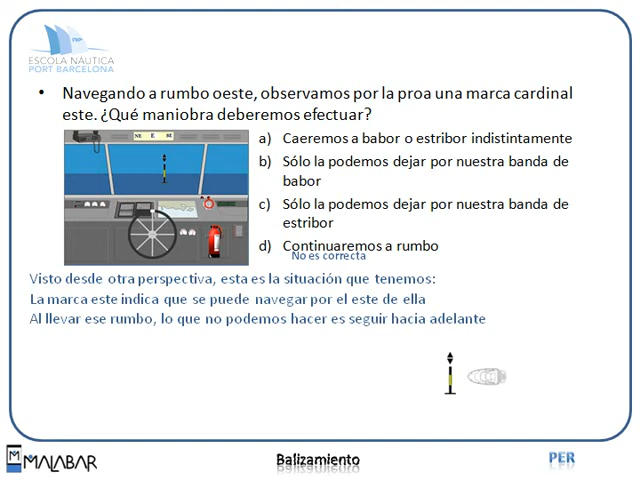 ESCOLA NÁUTICA
PORT BARCELONA
• Navegando a rumbo oeste, observamos por la proa una marca cardinal
este. ¿Qué maniobra deberemos efectuar?
NE E SE
a) Caeremos a babor o estribor indistintamente
b) Sólo la podemos dejar por nuestra banda de
babor
c) Sólo la podemos dejar por nuestra banda de
estribor
d) Continuaremos a rumbo
No es correcta
Visto desde otra perspectiva, esta es la situación que tenemos:
La marca este indica que se puede navegar por el este de ella
Al llevar ese rumbo, lo que no podemos hacer es seguir hacia adelante
MALABAR
Balizamiento
PER